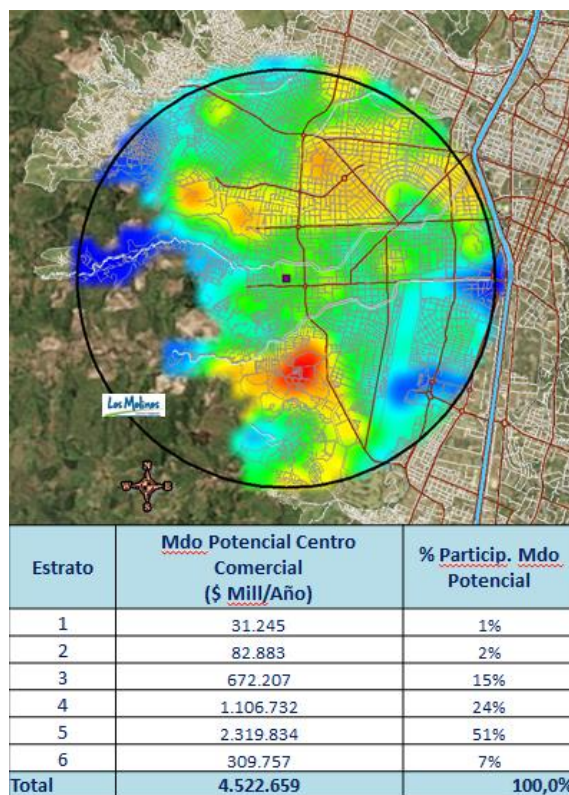 Los Molinos
N
W E
S
Estrato Mdo Potencial Centro Comercial ($ Mill/Año) % Particip. Mdo Potencial
1 31.245 1%
2 82.883 2%
3 672.207 15%
4 1.106.732 24%
5 2.319.834 51%
6 309.757 7%
Total 4.522.659 100,0%